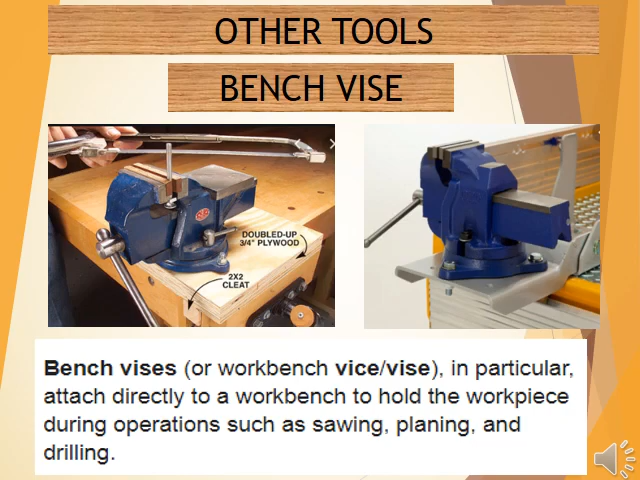 OTHER TOOLS
BENCH VISE
DOUBLED-UP
3/4" PLYWOOD
2X2
CLEAT
Bench vises (or workbench vice/vise), in particular,
attach directly to a workbench to hold the workpiece
during operations such as sawing, planing, and
drilling.